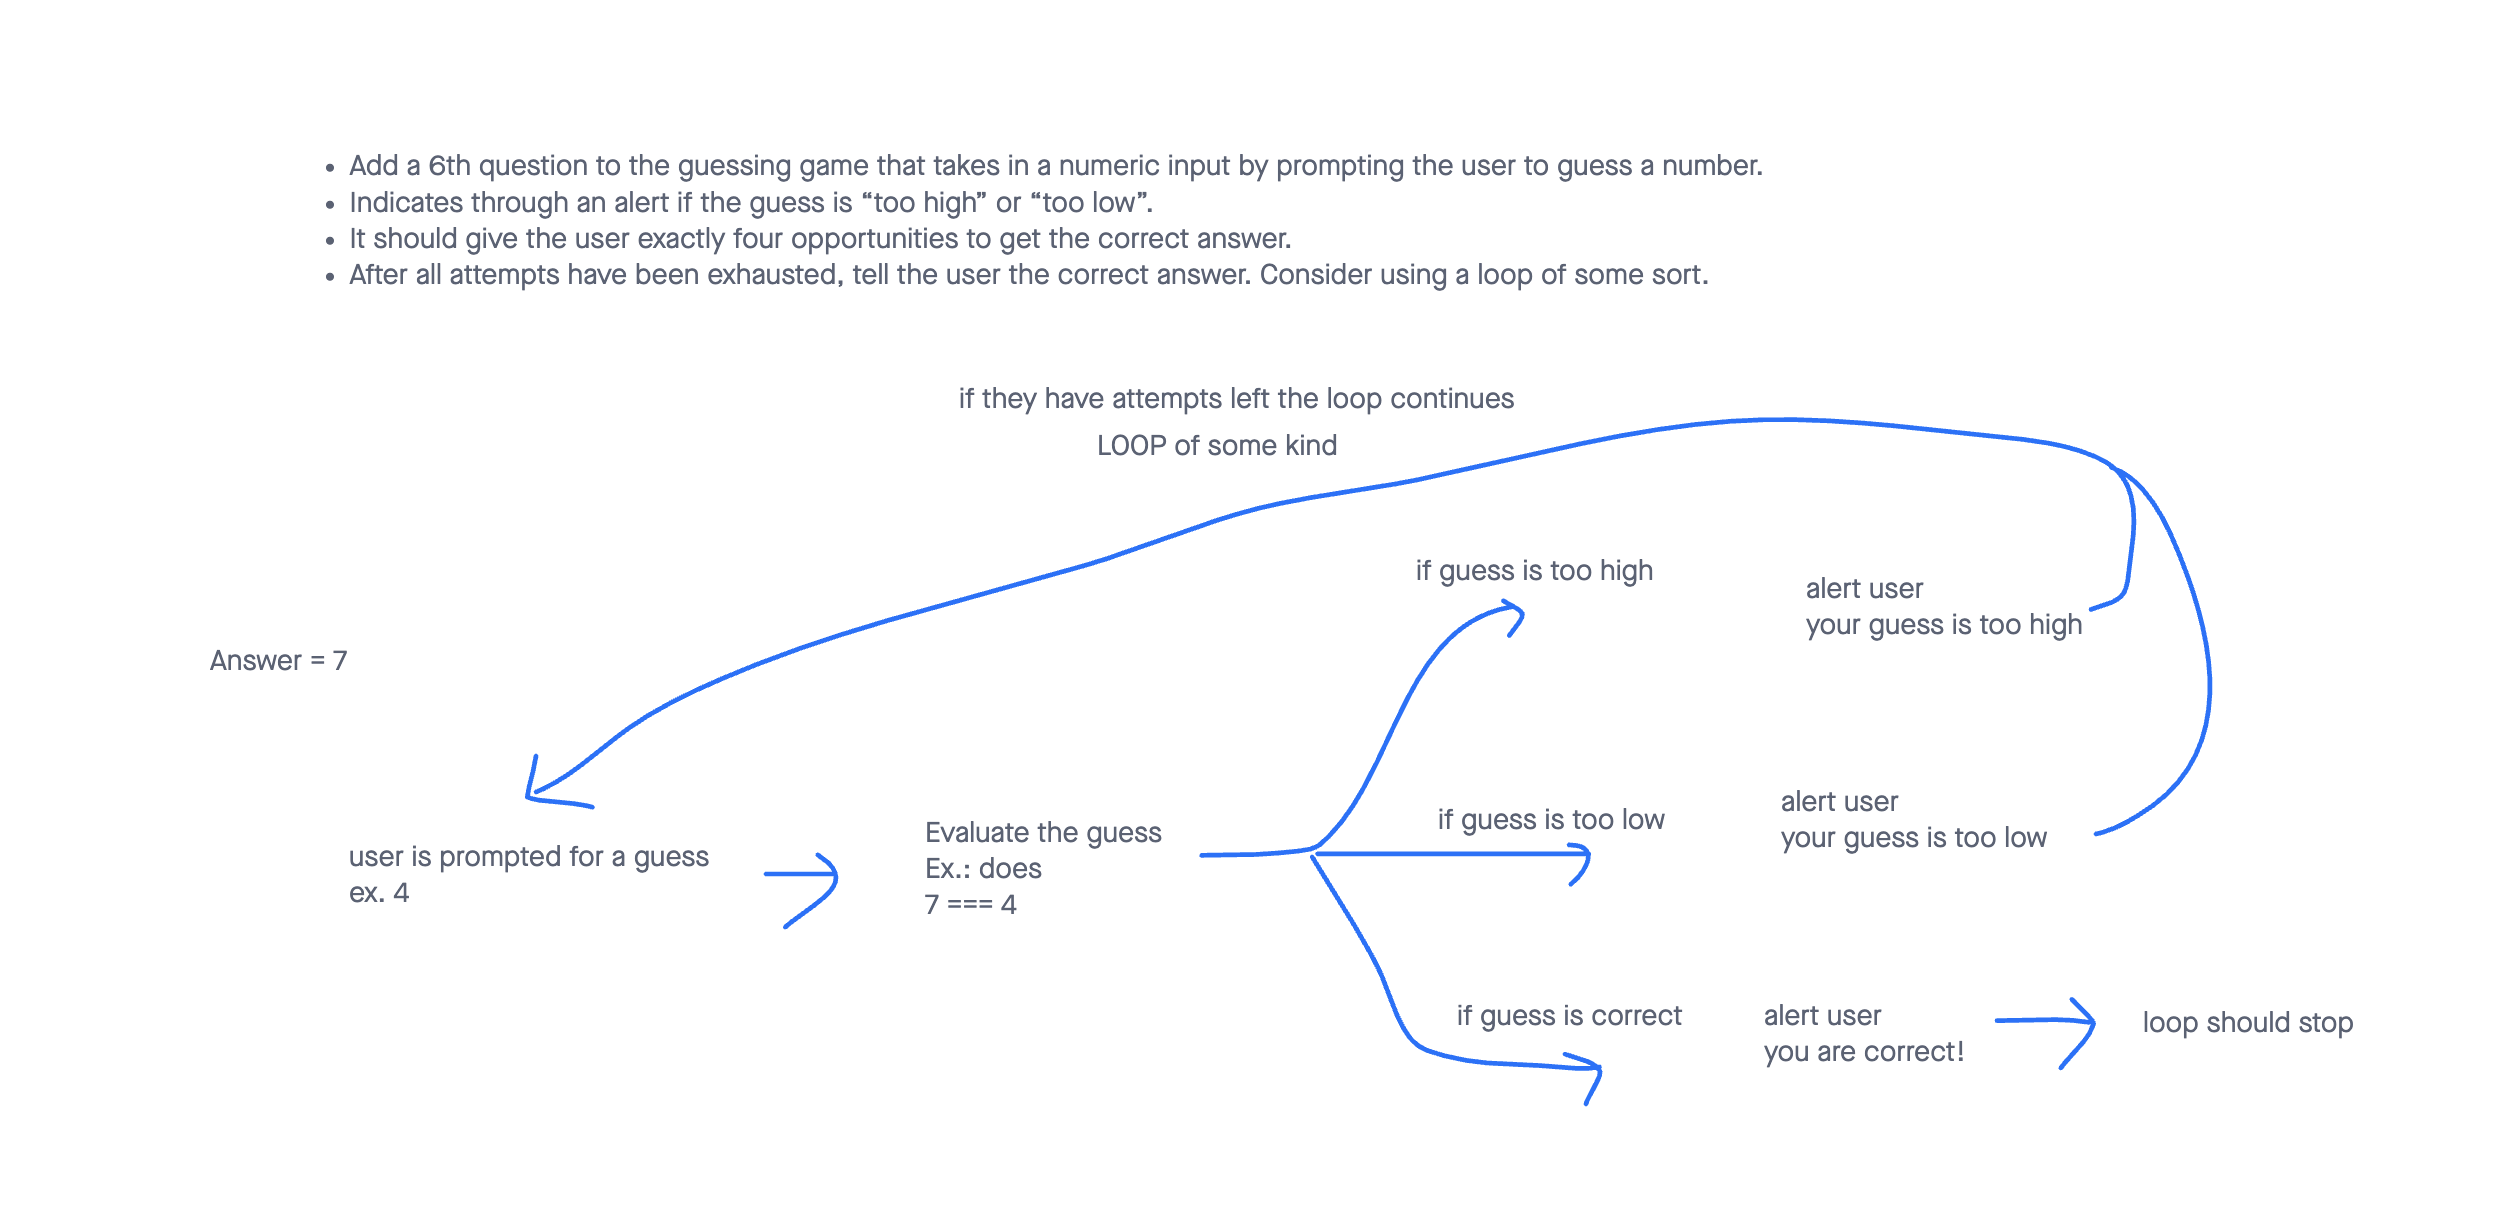 • Add a 6th question to the guessing game that takes in a numeric input by prompting the user to guess a number.
• Indicates through an alert if the guess is “too high” or “too low”.
• It should give the user exactly four opportunities to get the correct answer.
• After all attempts have been exhausted, tell the user the correct answer. Consider using a loop of some sort.
if they have attempts left the loop continues
LOOP of some kind
Answer = 7
user is prompted for a guess
ex. 4
Evaluate the guess
Ex.: does
7 === 4
if guess is too high
alert user
your guess is too high
if guess is too low
alert user
your guess is too low
if guess is correct
alert user
you are correct!
loop should stop